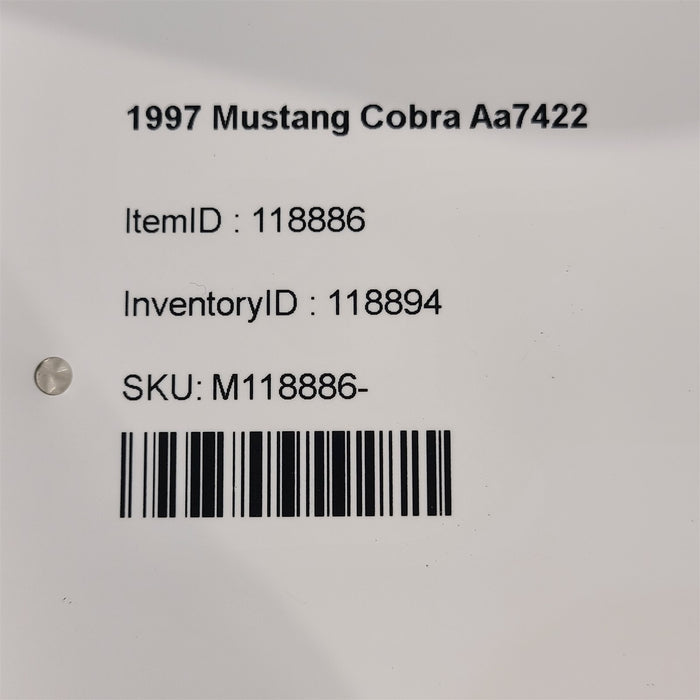 1997 Mustang Cobra Aa7422
ItemID : 118886
InventoryID : 118894
SKU: M118886-